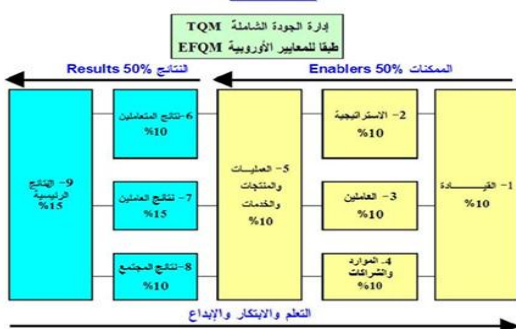 إدارة الجودة الشاملة TQM
طبقا للمعايير الأوروبية EFQM
الممكنات Enablers 50%
النتائج Results 50%
1- القيــــــادة
%10
2- الاستراتيجية
%10
3- العاملين
%10
4- الموارد
والشراكات
%10
5- العمليــات
والمنتجات
والخدمات
%10
6-نتائج المتعاملين
%10
7- نتائج العاملين
%15
8-نتائج المجتمع
%10
9- النتائج
الرئيسية
%15
التعلم والابتكار والإبداع